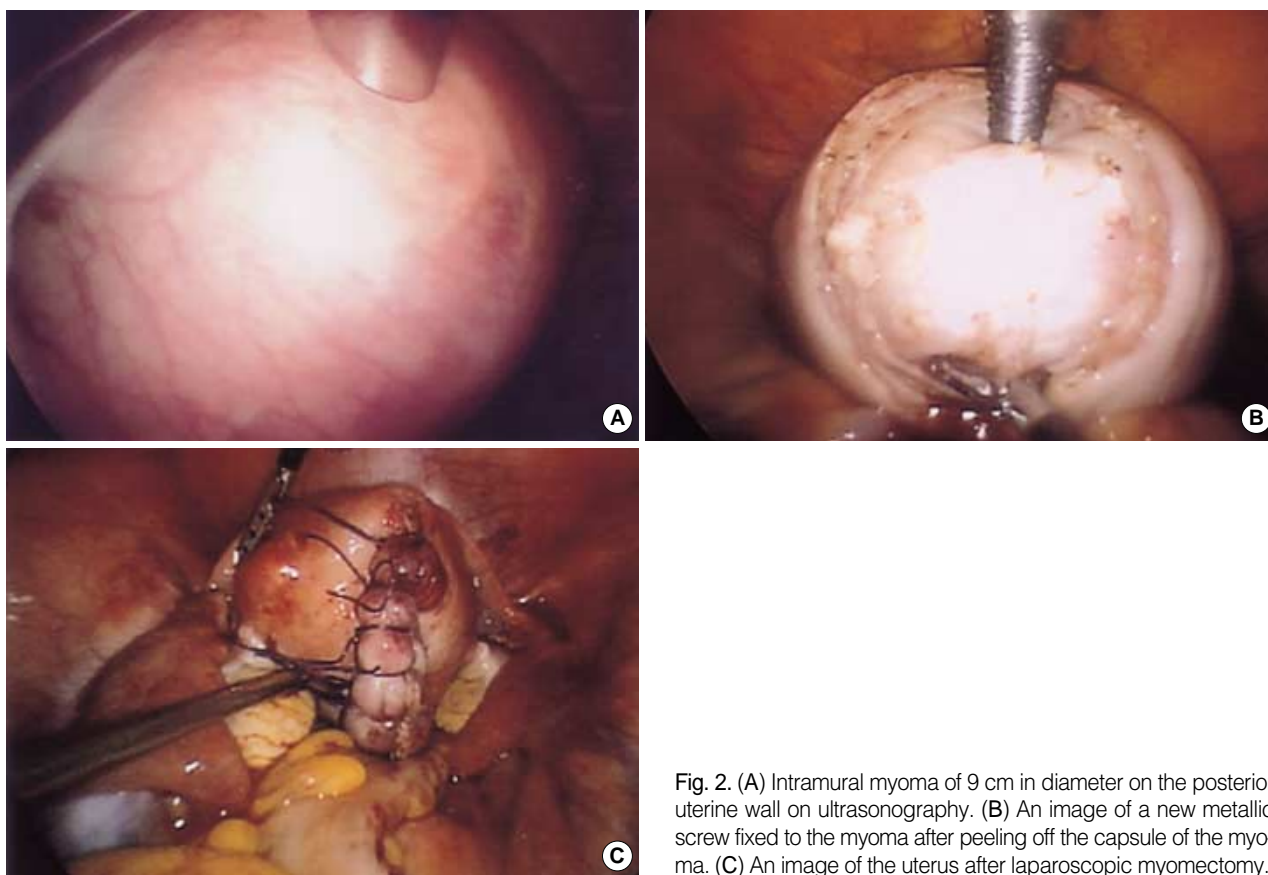 A
B
C
Fig. 2. (A) Intramural myoma of 9 cm in diameter on the posterio
uterine wall on ultrasonography. (B) An image of a new metallic
screw fixed to the myoma after peeling off the capsule of the myo-
ma. (C) An image of the uterus after laparoscopic myomectomy.